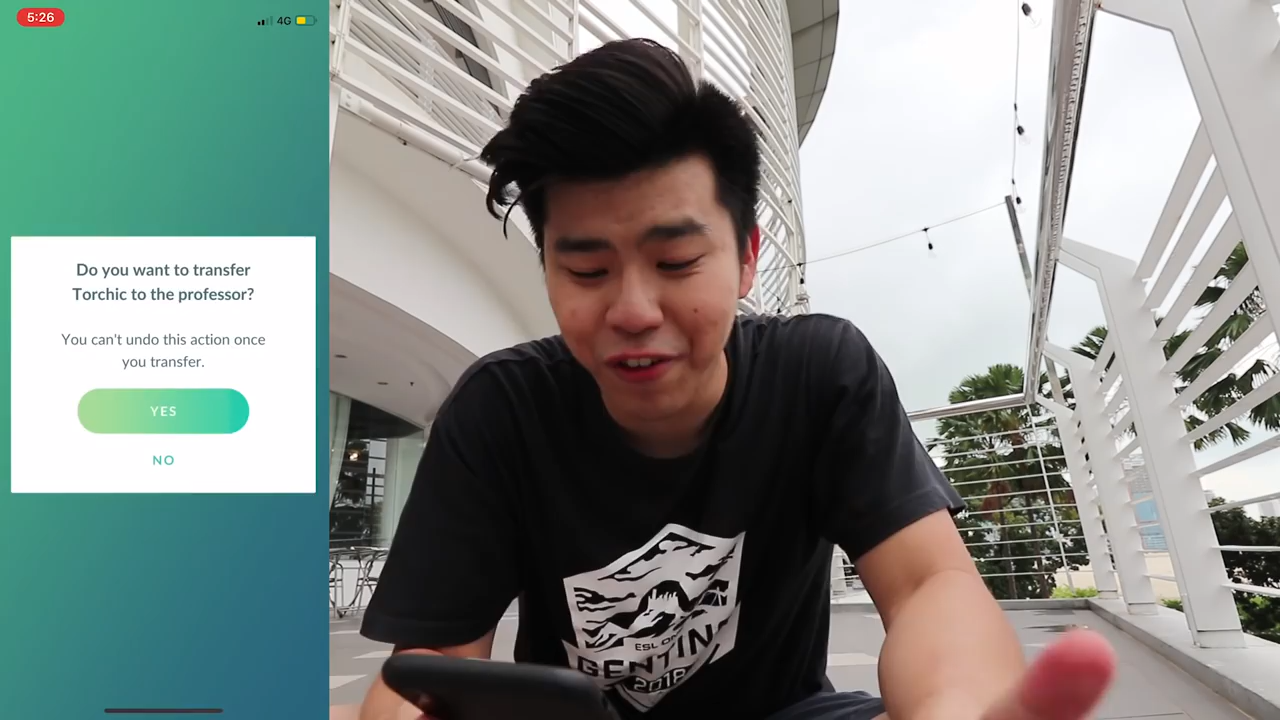 5:26
4G
Do you want to transfer
Torchic to the professor?
You can't undo this action once
you transfer.
YES
NO
ESL O
GENTIN
2018